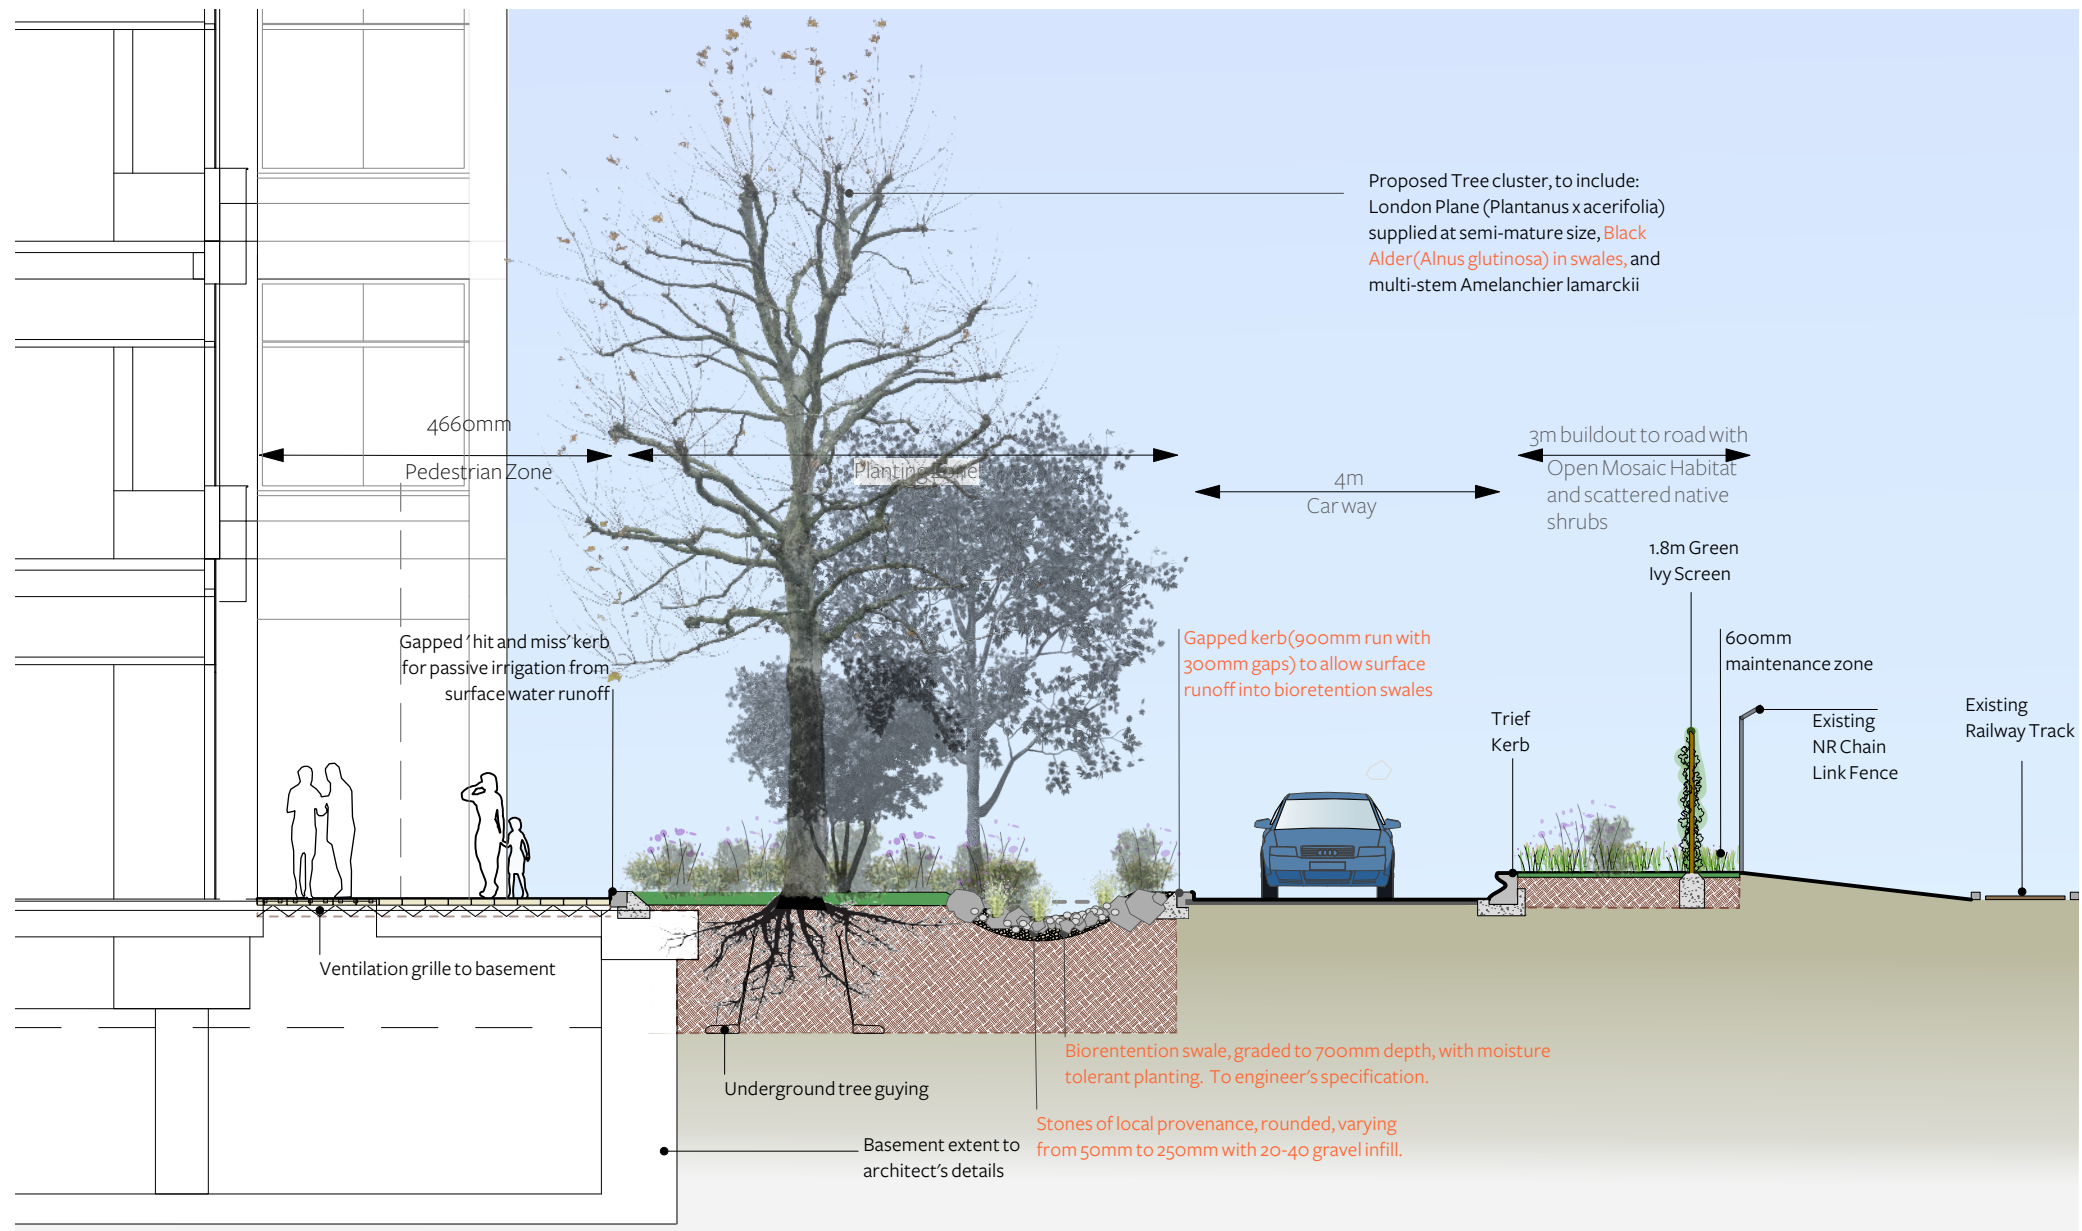 Proposed Tree cluster, to include:
London Plane (Plantanus x acerifolia)
supplied at semi-mature size, Black
Alder(Alnus glutinosa) in swales, and
multi-stem Amelanchier lamarckii
4660mm
Pedestrian Zone
Planting Zone
4m
Car way
3m buildout to road with
Open Mosaic Habitat
and scattered native
shrubs
1.8m Green
Ivy Screen
Gapped 'hit and miss' kerb
for passive irrigation from
surface water runoff
Gapped kerb(900mm run with
300mm gaps) to allow surface
runoff into bioretention swales
600mm
maintenance zone
Trief
Kerb
Existing
NR Chain
Link Fence
Existing
Railway Track
Ventilation grille to basement
Underground tree guying
Biorentention swale, graded to 700mm depth, with moisture
tolerant planting. To engineer's specification.
Stones of local provenance, rounded, varying
from 50mm to 250mm with 20-40 gravel infill.
Basement extent to
architect's details